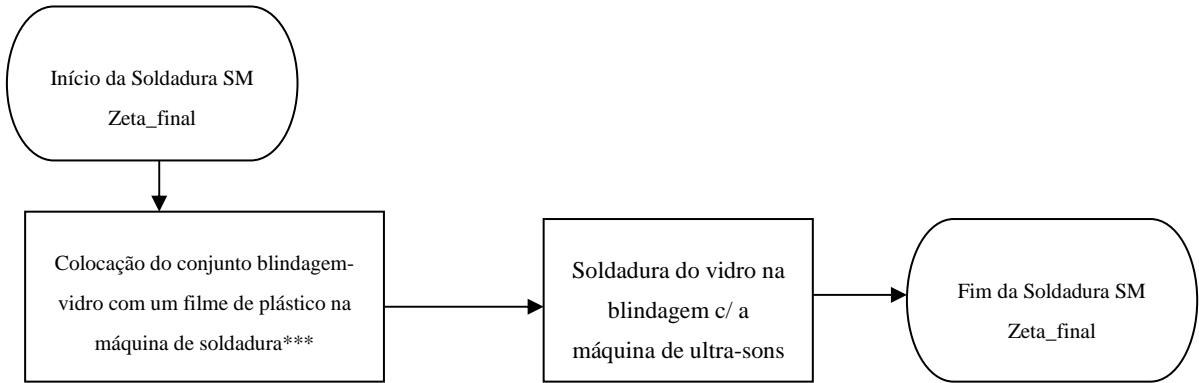 Início da Soldadura SM
Zeta_final
Colocação do conjunto blindagem-
vidro com um filme de plástico na
máquina de soldadura***
Soldadura do vidro na
blindagem c/ a
máquina de ultra-sons
Fim da Soldadura SM
Zeta_final